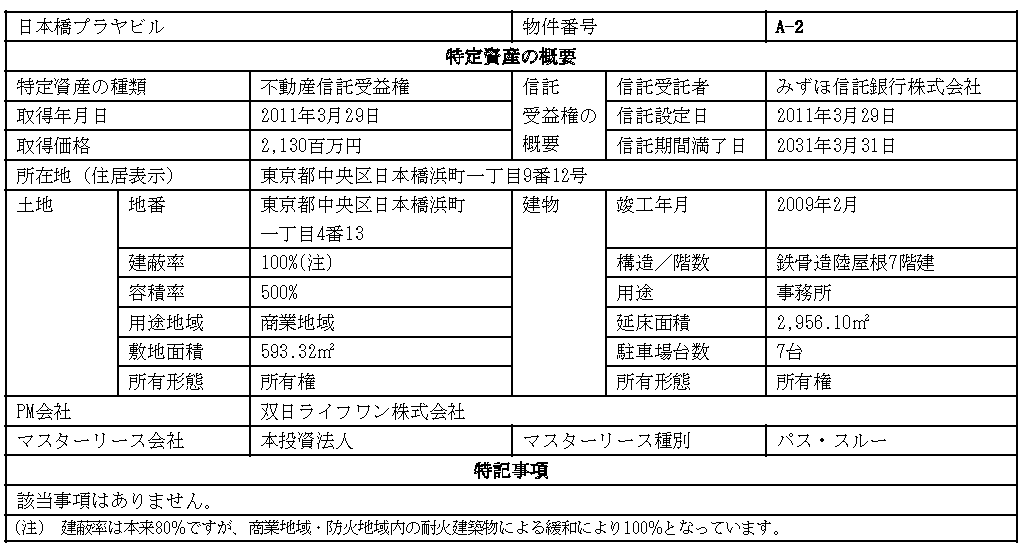 日本橋プラヤビル 物件番号 A-2
特定資産の概要
特定資産の種類 不動産信託受益権 信託 信託受託者 みずほ信託銀行株式会社
取得年月日 2011年3月29日 受益権の 信託設定日 2011年3月29日
取得価格 2,130百万円 概要 信託期間満了日 2031年3月31日
所在地（住居表示） 東京都中央区日本橋浜町一丁目9番12号
土地 地番 東京都中央区日本橋浜町 建物 竣工年月 2009年2月
一丁目4番13
建蔽率 100%(注) 構造／階数 鉄骨造陸屋根7階建
容積率 500% 用途 事務所
用途地域 商業地域 延床面積 2,956.10㎡
敷地面積 593.32㎡ 駐車場台数 7台
所有形態 所有権 所有形態 所有権
PM会社 双日ライフワン株式会社
マスターリース会社 本投資法人 マスターリース種別 パス・スルー
特記事項
該当事項はありません。
（注） 建蔽率は本来80％ですが、商業地域・防火地域内の耐火建築物による緩和により100％となっています。